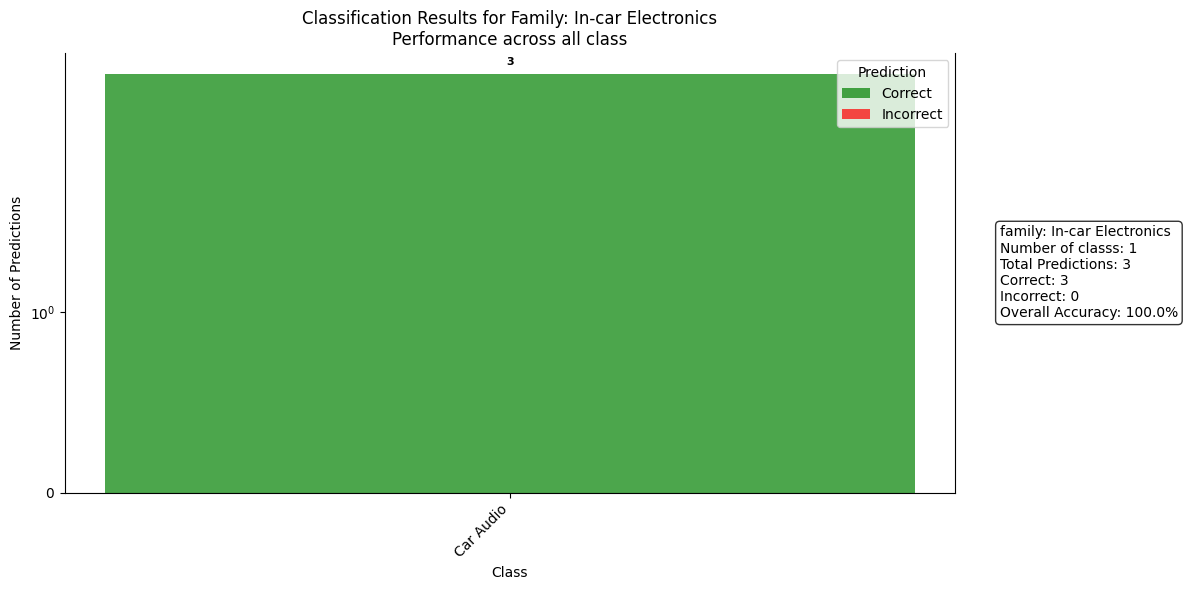 Classification Results for Family: In-car Electronics
Performance across all class
3
Prediction
Correct
Incorrect
Number of Predictions
10⁰
0
Car Audio
Class
family: In-car Electronics
Number of classs: 1
Total Predictions: 3
Correct: 3
Incorrect: 0
Overall Accuracy: 100.0%